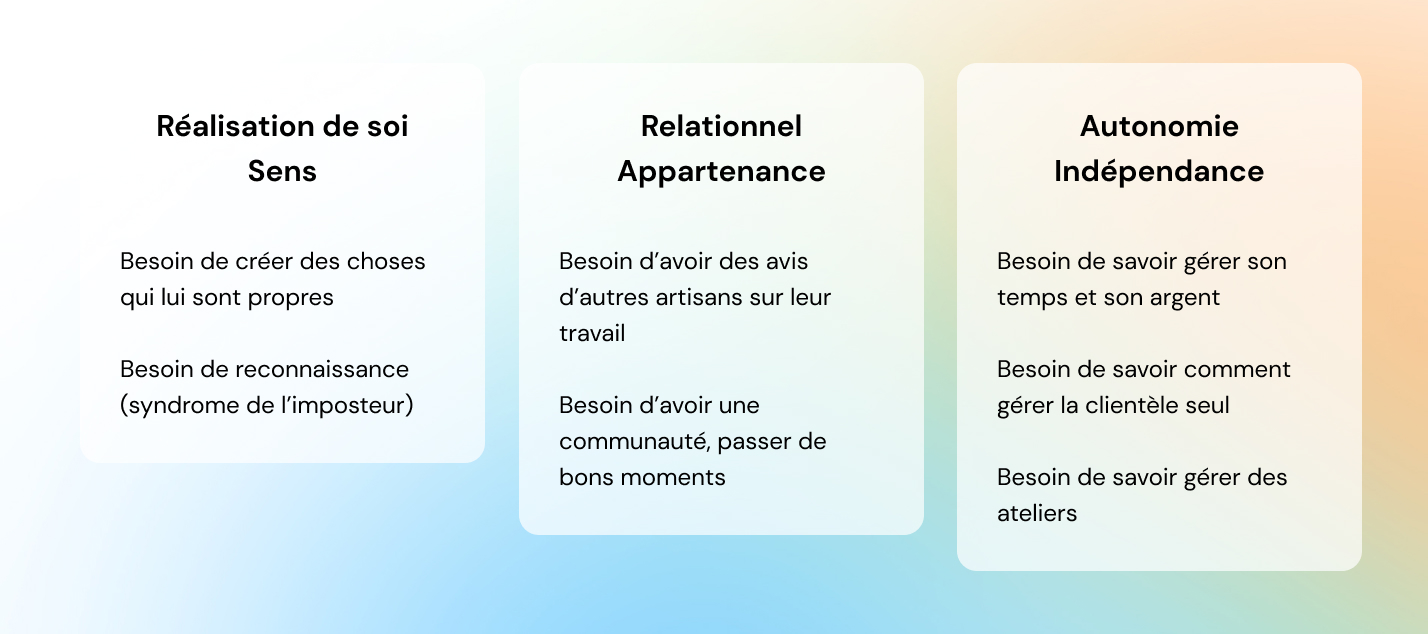 Réalisation de soi
Sens
Besoin de créer des choses
qui lui sont propres
Besoin de reconnaissance
(syndrome de l’imposteur)
Relationnel
Appartenance
Besoin d’avoir des avis
d’autres artisans sur leur
travail
Besoin d’avoir une
communauté, passer de
bons moments
Autonomie
Indépendance
Besoin de savoir gérer son
temps et son argent
Besoin de savoir comment
gérer la clientèle seul
Besoin de savoir gérer des
ateliers